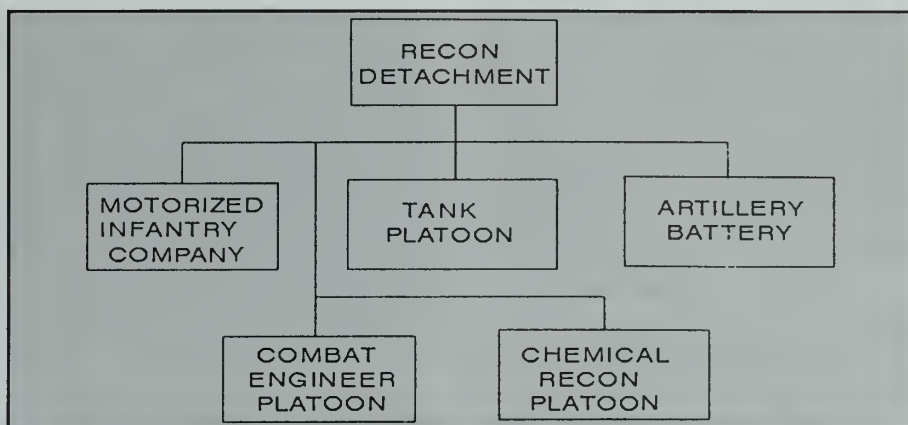 RECON
DETACHMENT
MOTORIZED
INFANTRY
COMPANY
TANK
PLATOON
ARTILLERY
BATTERY
COMBAT
ENGINEER
PLATOON
CHEMICAL
RECON
PLATOON